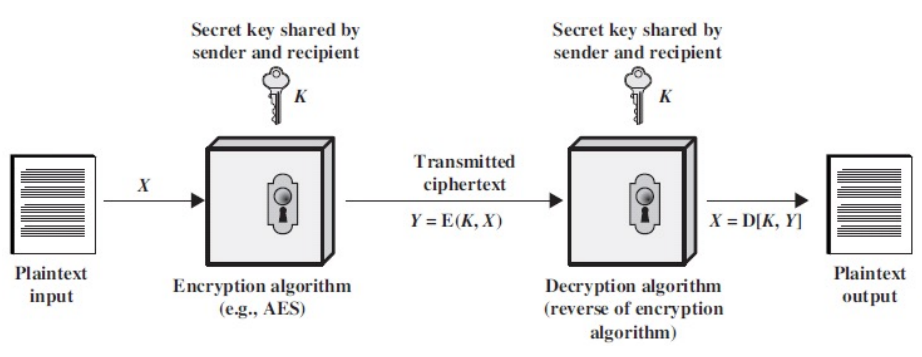 Secret key shared by
sender and recipient
K
Secret key shared by
sender and recipient
K
X
Transmitted
ciphertext
Y = E(K, X)
X = D[K, Y]
Plaintext
input
Encryption algorithm
(e.g., AES)
Decryption algorithm
(reverse of encryption
algorithm)
Plaintext
output